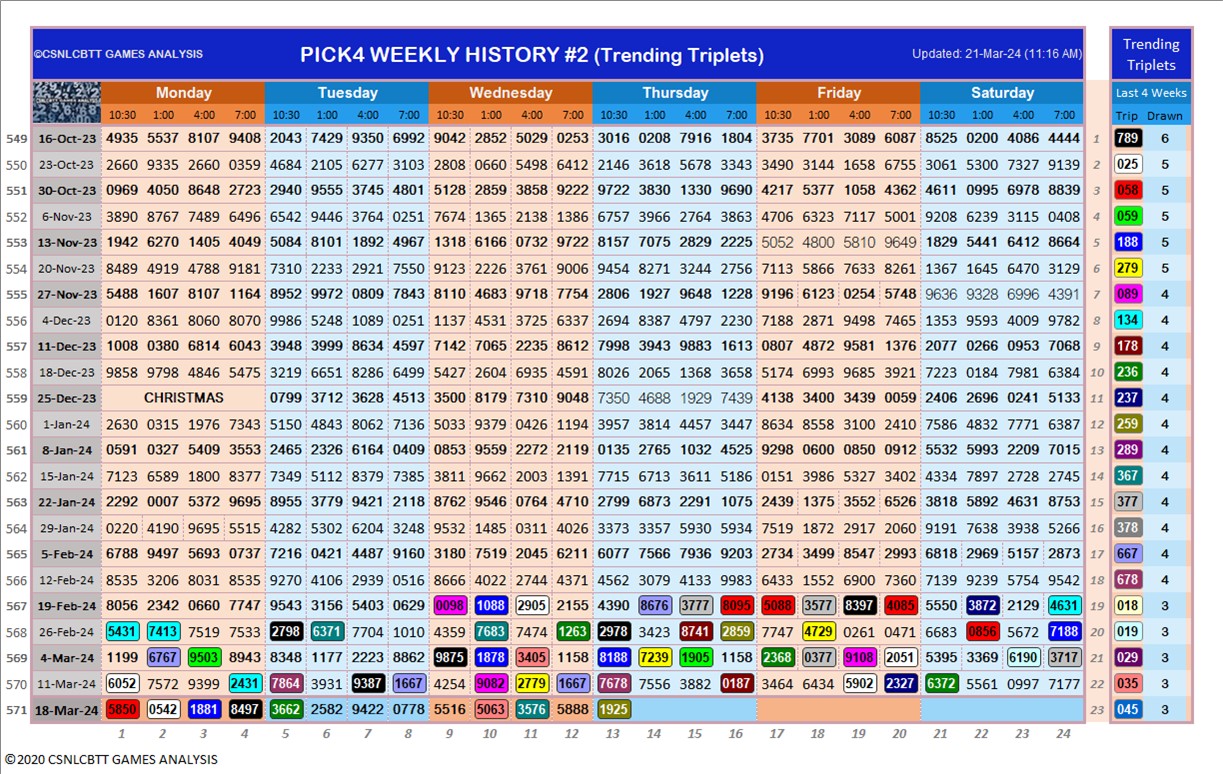 ©CSNLCBTT GAMES ANALYSIS PICK4 WEEKLY HISTORY #2 (Trending Triplets) Updated: 21-Mar-24 (11:16 AM) Trending
Triplets
Monday Tuesday Wednesday Thursday Friday Saturday Last 4 Weeks
10:30 1:00 4:00 7:00 10:30 1:00 4:00 7:00 10:30 1:00 4:00 7:00 10:30 1:00 4:00 7:00 10:30 1:00 4:00 7:00 10:30 1:00 4:00 7:00 Trip Drawn
549 16-Oct-23 4935 5537 8107 9408 2043 7429 9350 6992 9042 2852 5029 0253 3016 0208 7916 1804 3735 7701 3089 6087 8525 0200 4086 4444 1 789 6
550 23-Oct-23 2660 9335 2660 0359 4684 2105 6277 3103 2808 0660 5498 6412 2146 3618 5678 3343 3490 3144 1658 6755 3061 5300 7327 9139 2 025 5
551 30-Oct-23 0969 4050 8648 2723 2940 9555 3745 4801 5128 2859 3858 9222 9722 3830 1330 9690 4217 5377 1058 4362 4611 0995 6978 8839 3 058 5
552 6-Nov-23 3890 8767 7489 6496 6542 9446 3764 0251 7674 1365 2138 1386 6757 3966 2764 3863 4706 6323 7117 5001 9208 6239 3115 0408 4 059 5
553 13-Nov-23 1942 6270 1405 4049 5084 8101 1892 4967 1318 6166 0732 9722 8157 7075 2829 2225 5052 4800 5810 9649 1829 5441 6412 8664 5 188 5
554 20-Nov-23 8489 4919 4788 9181 7310 2233 2921 7550 9123 2226 3761 9006 9454 8271 3244 2756 7113 5866 7633 8261 1367 1645 6470 3129 6 279 5
555 27-Nov-23 5488 1607 8107 1164 8952 9972 0809 7843 8110 4683 9718 7754 2806 1927 9648 1228 9196 6123 0254 5748 9636 9328 6996 4391 7 089 4
556 4-Dec-23 0120 8361 8060 8070 9986 5248 1089 0251 1137 4531 3725 6337 2694 8387 4797 2230 7188 2871 9498 7465 1353 9593 4009 9782 8 134 4
557 11-Dec-23 1008 0380 6814 6043 3948 3999 8634 4597 7142 7065 2235 8612 7998 3943 9883 1613 0807 4872 9581 1376 2077 0266 0953 7068 9 178 4
558 18-Dec-23 9858 9798 4846 5475 3219 6651 8286 6499 5427 2604 6935 4591 8026 2065 1368 3658 5174 6993 9685 3921 7223 0184 7981 6384 10 236 4
559 25-Dec-23 CHRISTMAS 0799 3712 3628 4513 3500 8179 7310 9048 7350 4688 1929 7439 4138 3400 3439 0059 2406 2696 0241 5133 11 237 4
560 1-Jan-24 2630 0315 1976 7343 5150 4843 8062 7136 5033 9379 0426 1194 3957 3814 4457 3447 8634 8558 3100 2410 7586 4832 7771 6387 12 259 4
561 8-Jan-24 0591 0327 5409 3553 2465 2326 6164 0409 0853 9559 2272 2119 0135 2765 1032 4525 9298 0600 0850 0912 5532 5993 2209 7015 13 289 4
562 15-Jan-24 7123 6589 1800 8377 7349 5112 8379 7385 9811 9662 2003 1391 7715 6713 3611 5186 0151 3986 5327 3402 4334 7897 2728 2745 14 367 4
563 22-Jan-24 2292 0007 5372 9695 8955 3779 9421 2118 8762 9546 0764 4710 2799 6873 2291 1075 2439 1375 3552 6526 3818 5892 4631 8753 15 377 4
564 29-Jan-24 0220 4190 9695 5515 4282 5302 6204 3248 9532 1485 0311 4026 3373 3357 5930 5934 7519 1872 2917 2060 9191 7638 3938 5266 16 378 4
565 5-Feb-24 6788 9497 5693 0737 7216 0421 4487 9160 3180 7519 2045 6211 6077 7566 7936 9203 2734 3499 8547 2993 6818 2969 5157 2873 17 667 4
566 12-Feb-24 8535 3206 8031 8535 9270 4106 2939 0516 8666 4022 2744 4371 4562 3079 4133 9983 6433 1552 6900 7360 7139 9239 5754 9542 18 678 4
567 19-Feb-24 8056 2342 0660 7747 9543 3156 5403 0629 0098 1088 2905 2155 4390 8676 3777 8095 5088 3577 8397 4085 5550 3872 2129 4631 19 018 3
568 26-Feb-24 5431 7413 7519 7533 2798 6371 7704 1010 4359 7683 7474 1263 2978 3423 8741 2859 7747 4729 0261 0471 6683 0856 5672 7188 20 019 3
569 4-Mar-24 1199 6767 9503 8943 8348 1177 2223 8862 9875 1878 3405 1158 8188 7239 1905 1158 2368 0377 9108 2051 5395 3369 6190 3717 21 029 3
570 11-Mar-24 6052 7572 9399 2431 7864 3931 9387 1667 4254 9082 2779 1667 7678 7556 3882 0187 3464 6434 5902 2327 6372 5561 0997 7177 22 035 3
571 18-Mar-24 5850 0542 1881 8497 3662 2582 9422 0778 5516 5063 3576 5888 1925 23 045 3
1 2 3 4 5 6 7 8 9 10 11 12 13 14 15 16 17 18 19 20 21 22 23 24
©2020 CSNLCBTT GAMES ANALYSIS